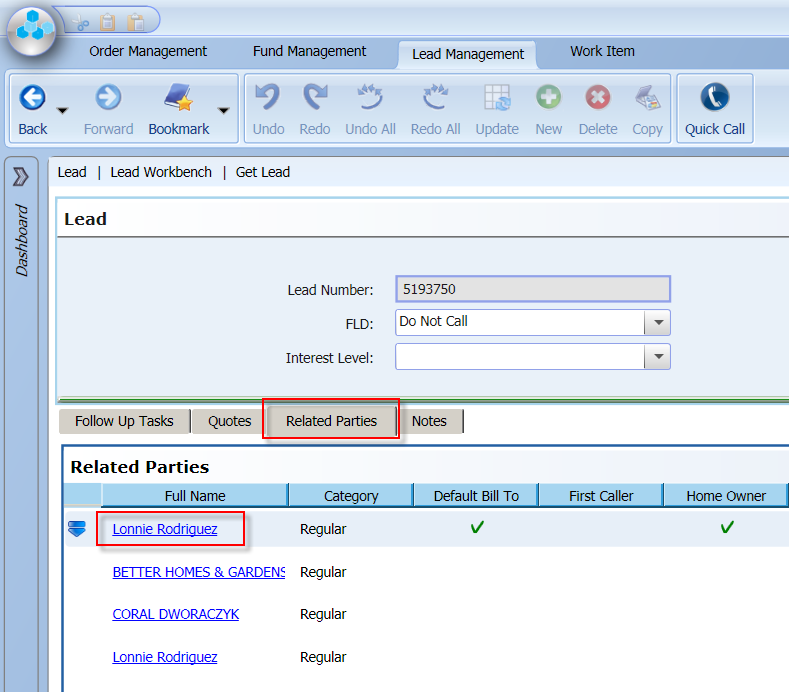 Order Management Fund Management Lead Management Work Item
Back Forward Bookmark Undo Redo Undo All Redo All Update New Delete Copy Quick Call
Dashboard
Lead | Lead Workbench | Get Lead
Lead
Lead Number: 5193750
FLD: Do Not Call
Interest Level:
Follow Up Tasks Quotes Related Parties Notes
Related Parties
Full Name Category Default Bill To First Caller Home Owner
Lonnie Rodriguez Regular
BETTER HOMES & GARDENS Regular
CORAL DWORACZYK Regular
Lonnie Rodriguez Regular